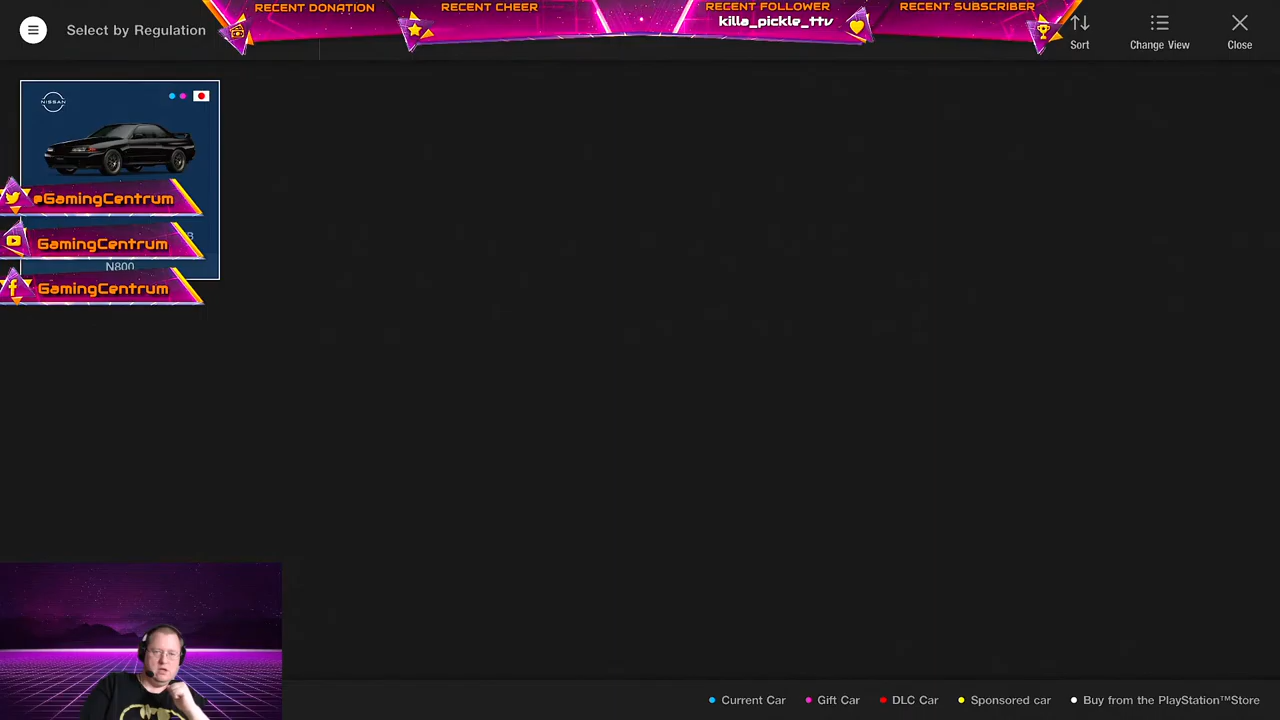 RECENT DONATION
RECENT CHEER
RECENT FOLLOWER
killa_pickle_ttv
RECENT SUBSCRIBER
Select by Regulation
Sort
Change View
Close
NISSAN
@GamingCentrum
GamingCentrum
N800
GamingCentrum
Current Car
Gift Car
DLC Car
Sponsored car
Buy from the PlayStation™Store